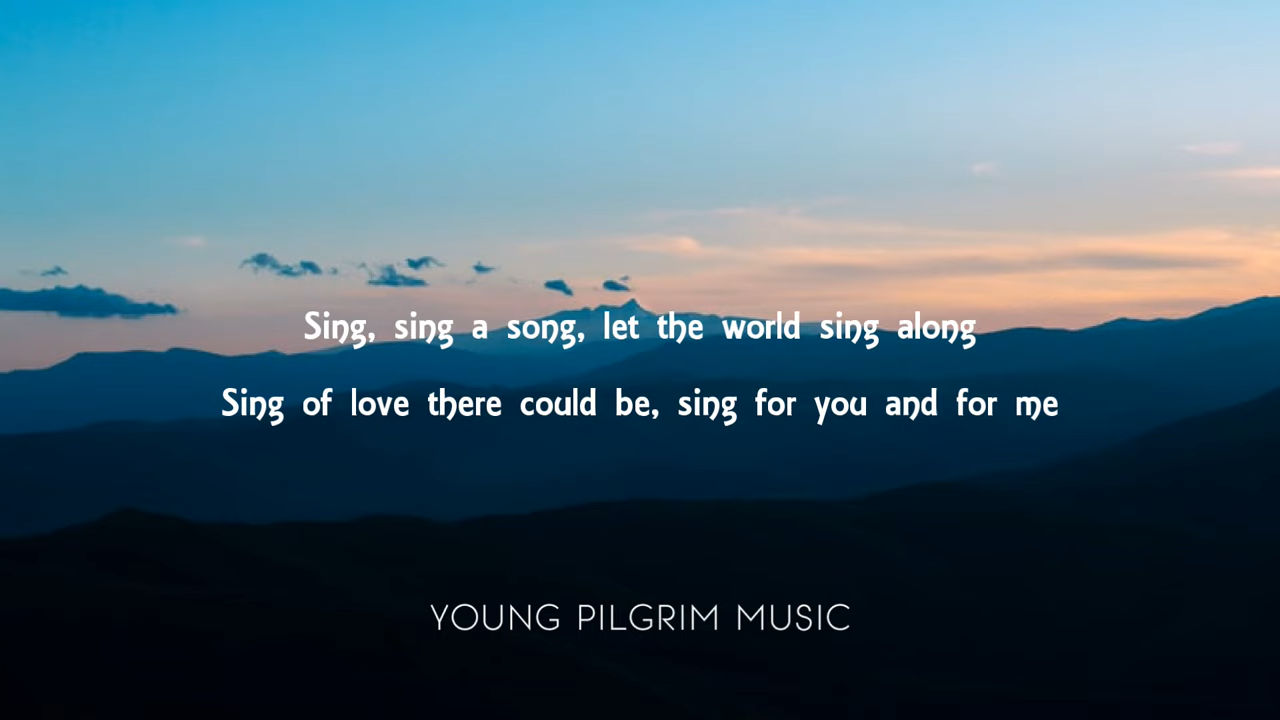 Sing, sing a song, let the world sing along
Sing of love there could be, sing for you and for me
YOUNG PILGRIM MUSIC